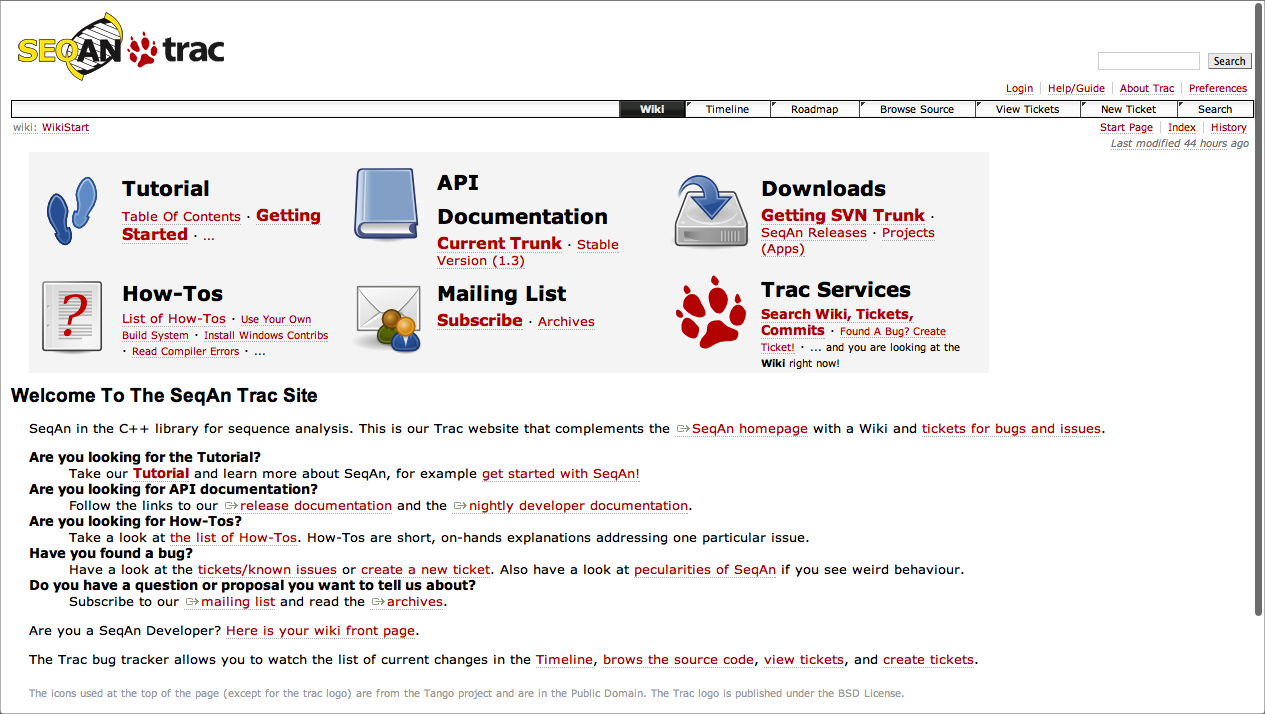 SEQAN trac
Search
Login Help/Guide About Trac Preferences
Wiki Timeline Roadmap Browse Source View Tickets New Ticket Search
wiki: WikiStart
Start Page Index History
Last modified 44 hours ago
Tutorial
Table Of Contents · Getting
Started · ...
API
Documentation
Current Trunk · Stable
Version (1.3)
Downloads
Getting SVN Trunk ·
SeqAn Releases · Projects
(Apps)
?
How-Tos
List of How-Tos · Use Your Own
Build System · Install Windows Contribs
· Read Compiler Errors · ...
Mailing List
Subscribe · Archives
Trac Services
Search Wiki, Tickets,
Commits · Found A Bug? Create
Ticket! · ... and you are looking at the
Wiki right now!
Welcome To The SeqAn Trac Site
SeqAn in the C++ library for sequence analysis. This is our Trac website that complements the SeqAn homepage with a Wiki and tickets for bugs and issues.
Are you looking for the Tutorial?
Take our Tutorial and learn more about SeqAn, for example get started with SeqAn!
Are you looking for API documentation?
Follow the links to our release documentation and the nightly developer documentation.
Are you looking for How-Tos?
Take a look at the list of How-Tos. How-Tos are short, on-hands explanations addressing one particular issue.
Have you found a bug?
Have a look at the tickets/known issues or create a new ticket. Also have a look at pecularities of SeqAn if you see weird behaviour.
Do you have a question or proposal you want to tell us about?
Subscribe to our mailing list and read the archives.
Are you a SeqAn Developer? Here is your wiki front page.
The Trac bug tracker allows you to watch the list of current changes in the Timeline, brows the source code, view tickets, and create tickets.
The icons used at the top of the page (except for the trac logo) are from the Tango project and are in the Public Domain. The Trac logo is published under the BSD License.